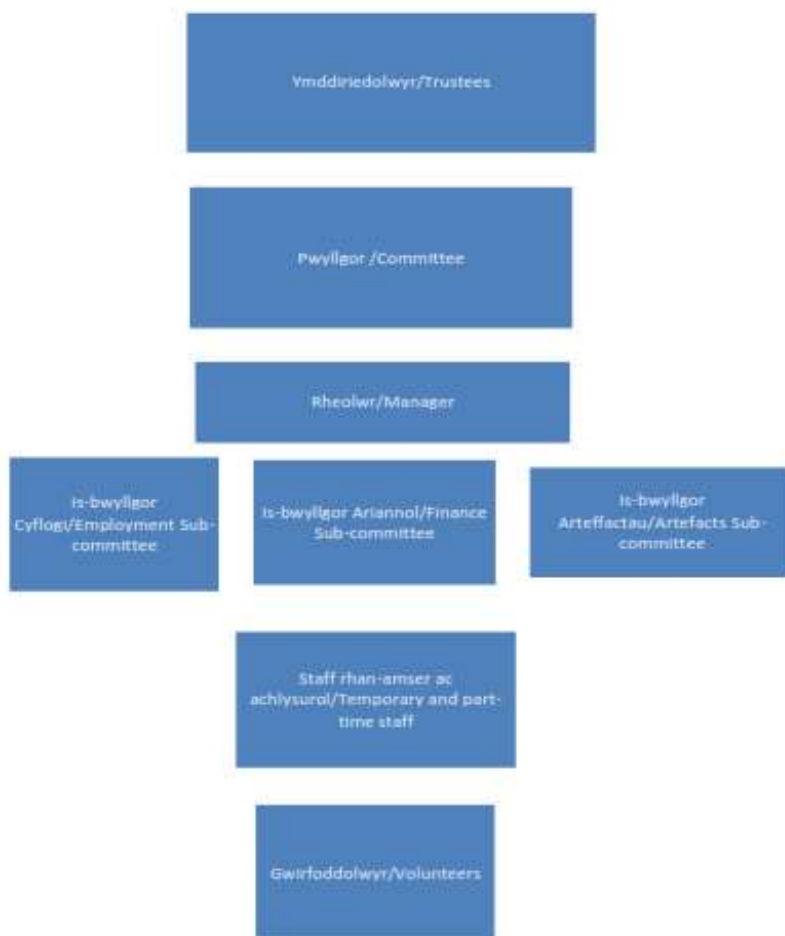 Ymddiriedolwyr/Trustees
Pwyllgor /Committee
Rheolwr/Manager
Is-bwyllgor
Cyflogi/Employment Sub-
committee
Is-bwyllgor Ariannol/Finance
Sub-committee
Is-bwyllgor
Arteffactau/Artefacts Sub-
committee
Staff rhan-amser ac
achlysurol/Temporary and part-
time staff
Gwirfoddolwyr/Volunteers